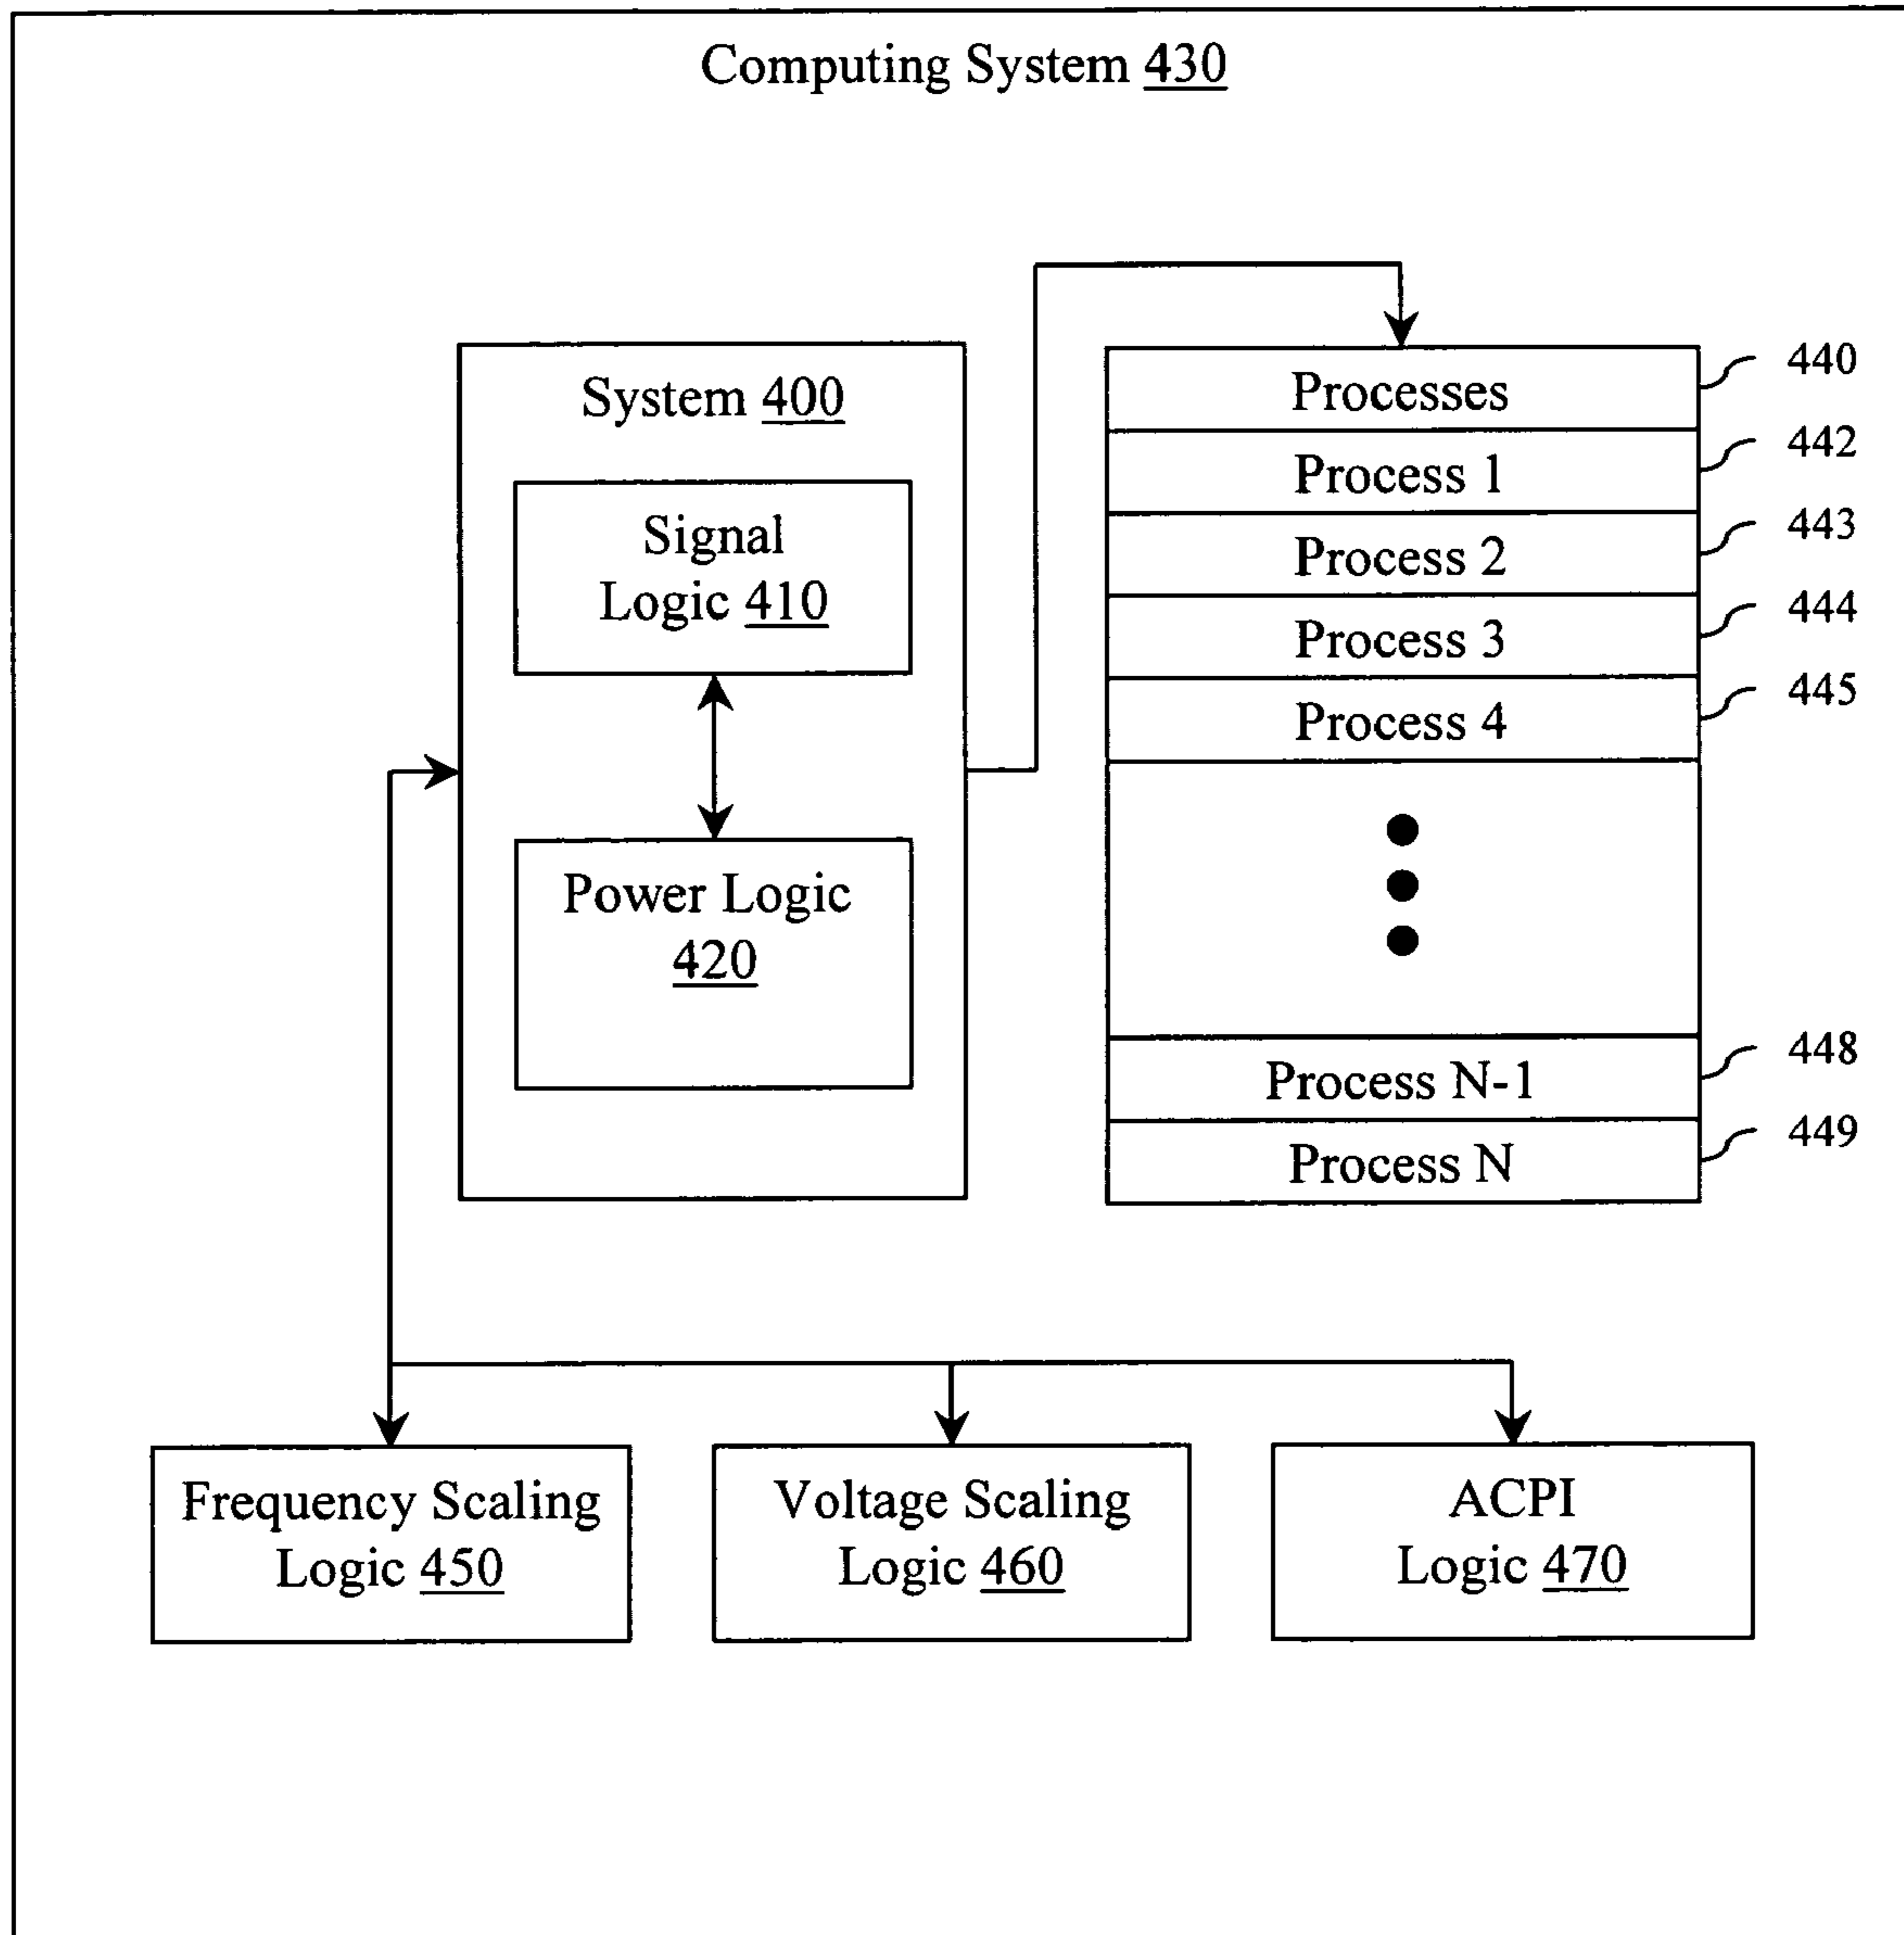 Computing System 430
System 400
Signal
Logic 410
Power Logic
420
Processes
440
Process 1
442
Process 2
443
Process 3
444
Process 4
445
Process N-1
448
Process N
449
Frequency Scaling
Logic 450
Voltage Scaling
Logic 460
ACPI
Logic 470